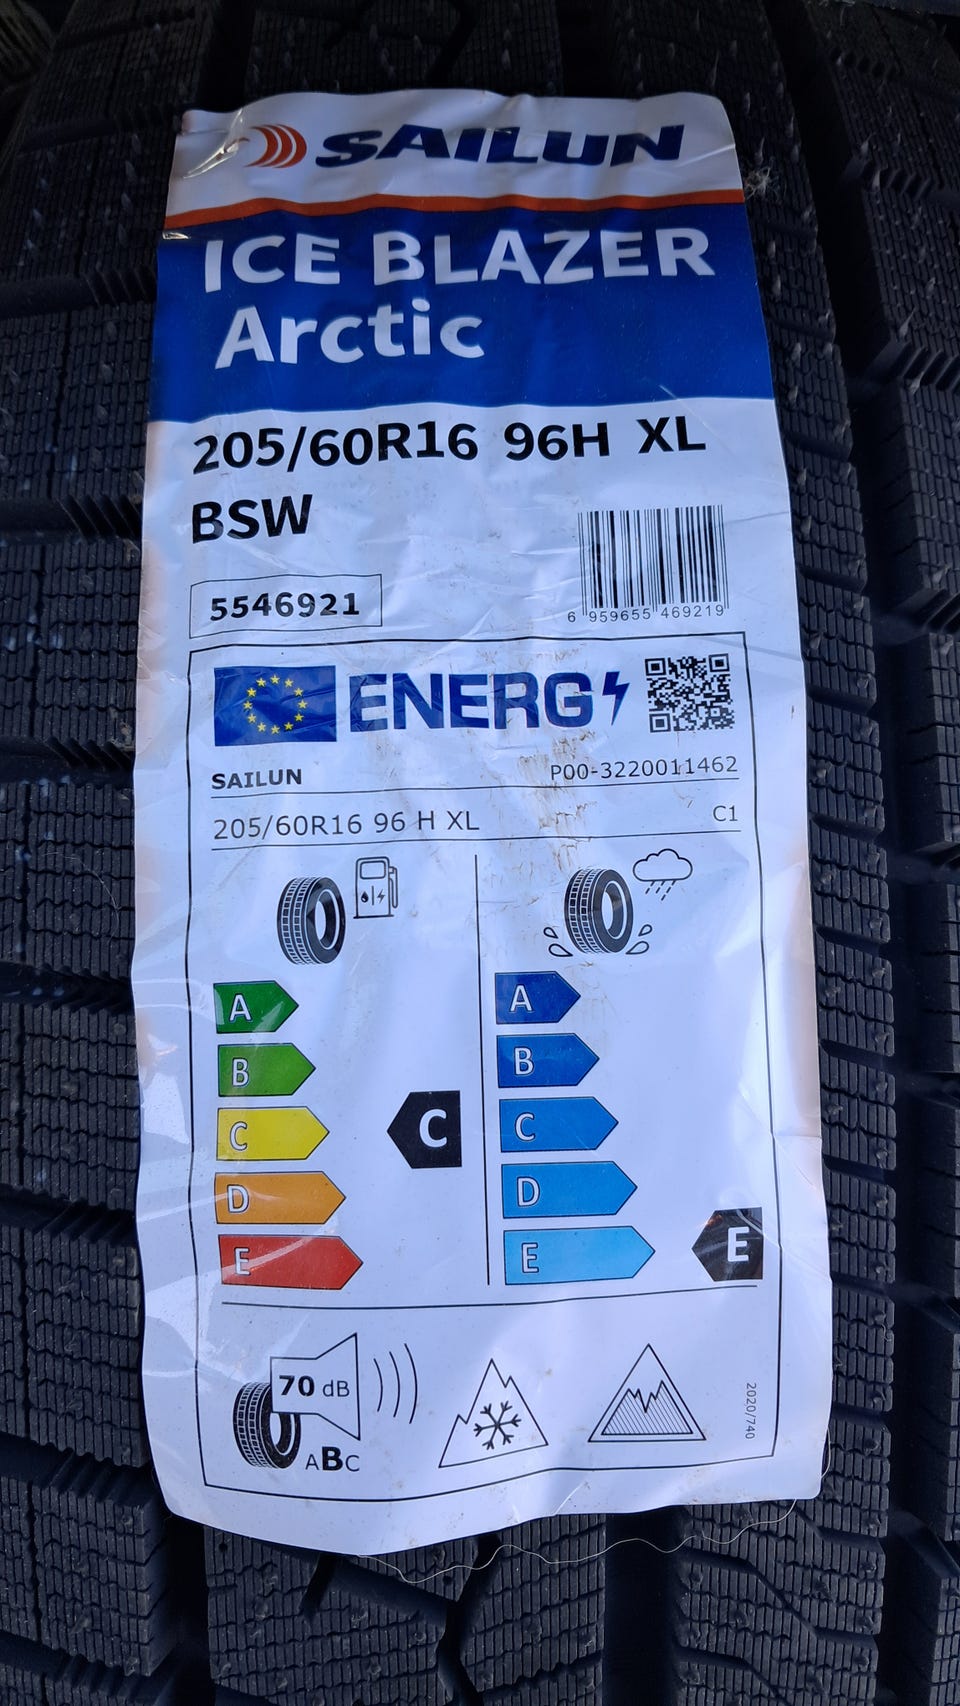 SAILUN
ICE BLAZER
Arctic
205/60R16 96H XL
BSW
5546921
6 959655 469219
ENERG
SAILUN P00-3220011462
205/60R16 96 H XL C1
A A
B B
C C C
D D
E E E
70 dB
ABC
2020/740